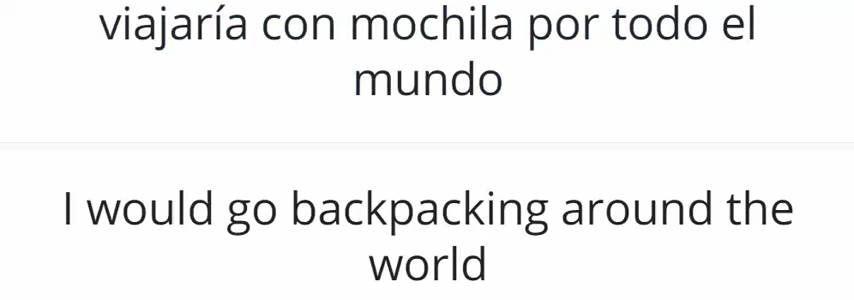 viajaría con mochila por todo el
mundo
I would go backpacking around the
world